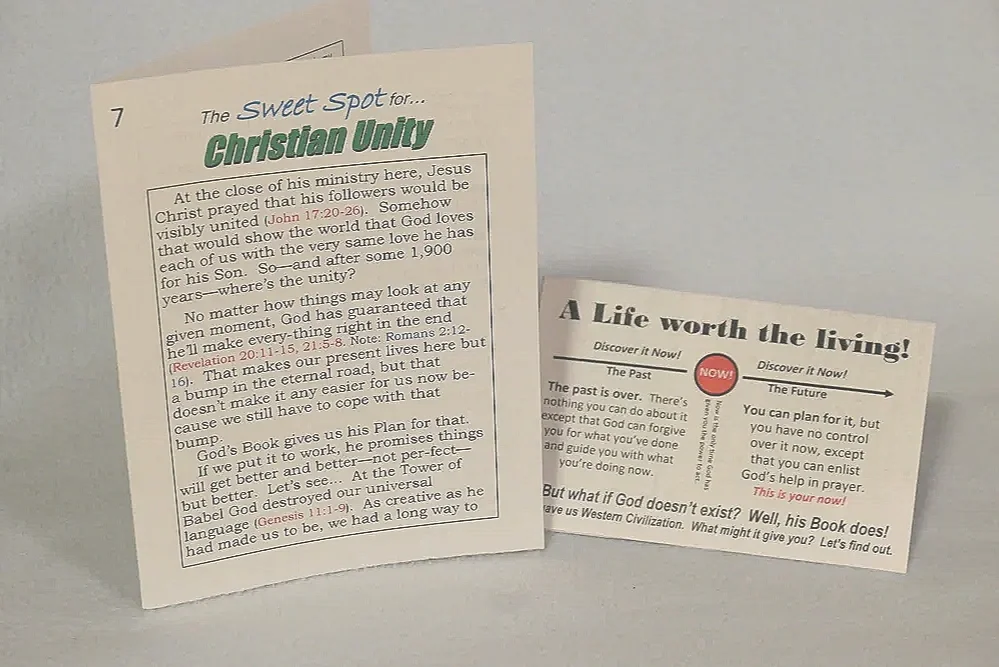 7
The Sweet Spot for...
Christian Unity
At the close of his ministry here, Jesus
Christ prayed that his followers would be
visibly united (John 17:20-26). Somehow
that would show the world that God loves
each of us with the very same love he has
for his Son. So—and after some 1,900
years—where's the unity?
No matter how things may look at any
given moment, God has guaranteed that
he'll make every-thing right in the end
(Revelation 20:11-15, 21:5-8. Note: Romans 2:12-
16). That makes our present lives here but
a bump in the eternal road, but that
doesn't make it any easier for us now be-
cause we still have to cope with that
bump.
God's Book gives us his Plan for that.
If we put it to work, he promises things
will get better and better—not per-fect—
but better. Let's see... At the Tower of
Babel God destroyed our universal
language (Genesis 11:1-9). As creative as he
had made us to be, we had a long way to
A Life worth the living!
Discover it Now!
The Past
NOW!
Discover it Now!
The Future
The past is over. There's
nothing you can do about it
except that God can forgive
you for what you've done
and guide you with what
you're doing now.
Now is the only time God has
given you the power to act.
You can plan for it, but
you have no control
over it now, except
that you can enlist
God's help in prayer.
This is your now!
But what if God doesn't exist? Well, his Book does!
gave us Western Civilization. What might it give you? Let's find out.